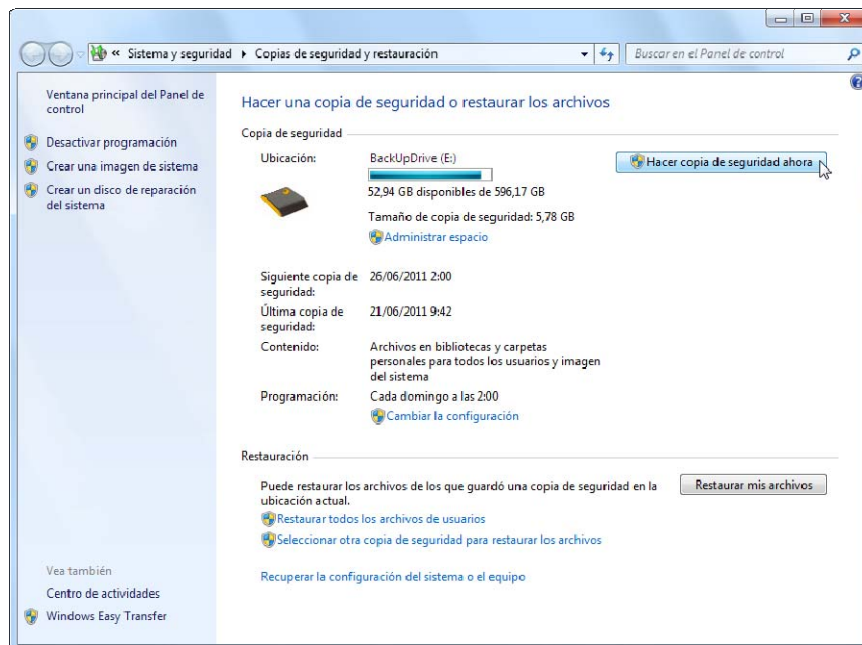 « Sistema y seguridad ▸ Copias de seguridad y restauración
Buscar en el Panel de control
Ventana principal del Panel de
control
Desactivar programación
Crear una imagen de sistema
Crear un disco de reparación
del sistema
Vea también
Centro de actividades
Windows Easy Transfer
Hacer una copia de seguridad o restaurar los archivos
Copia de seguridad
Ubicación:
BackUpDrive (E:)
52,94 GB disponibles de 596,17 GB
Tamaño de copia de seguridad: 5,78 GB
Administrar espacio
Hacer copia de seguridad ahora
Siguiente copia de
seguridad:
26/06/2011 2:00
Última copia de
seguridad:
21/06/2011 9:42
Contenido:
Archivos en bibliotecas y carpetas
personales para todos los usuarios y imagen
del sistema
Programación:
Cada domingo a las 2:00
Cambiar la configuración
Restauración
Puede restaurar los archivos de los que guardó una copia de seguridad en la
ubicación actual.
Restaurar mis archivos
Restaurar todos los archivos de usuarios
Seleccionar otra copia de seguridad para restaurar los archivos
Recuperar la configuración del sistema o el equipo